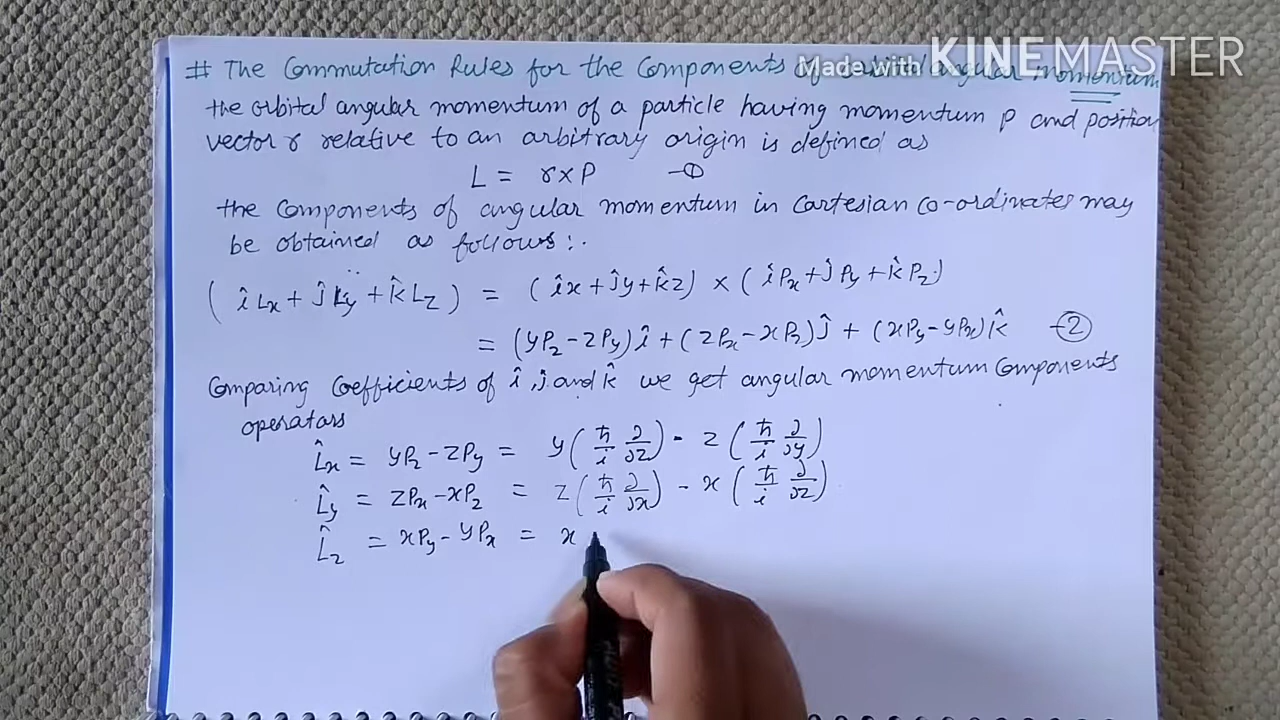 Made with KINEMASTER
# The Commutation Rules for the Components of orbital angular momentum
the orbital angular momentum of a particle having momentum p and position
vector r relative to an arbitrary origin is defined as
L = r×P —①
the components of angular momentum in Cartesian co-ordinates may
be obtained as follows:.
( îLx + ĵLy + k̂Lz ) = (îx + ĵy + k̂z) × ( îPx + ĵPy + k̂Pz)
= (yPz - zPy)î + (zPx - xPz)ĵ + (xPy - yPx)k̂ —②
Comparing Coefficients of î, ĵ and k̂ we get angular momentum Components
operators
L̂x = yPz - zPy = y(ħ/i ∂/∂z) - z(ħ/i ∂/∂y)
L̂y = zPx - xPz = z(ħ/i ∂/∂x) - x(ħ/i ∂/∂z)
L̂z = xPy - yPx = x